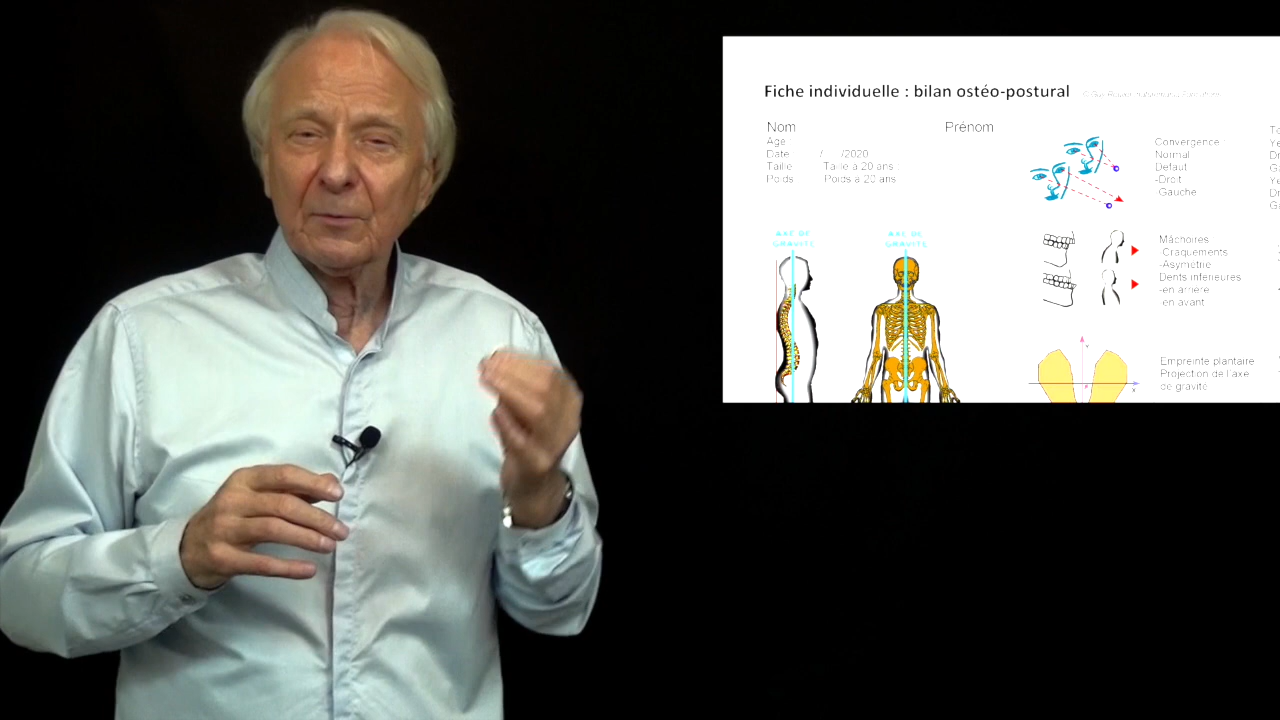 Fiche individuelle : bilan ostéo-postural
Nom Prénom
Age
Date / /2020
Taille Taille à 20 ans :
Poids Poids à 20 ans
Convergence :
Normal
Défaut
-Droit
-Gauche
AXE DE
GRAVITE
AXE DE
GRAVITE
Mâchoires
-Craquements
-Asymétrie
Dents inférieures
-en arrière
-en avant
Empreinte plantaire
Projection de l'axe
de gravité
Y
X